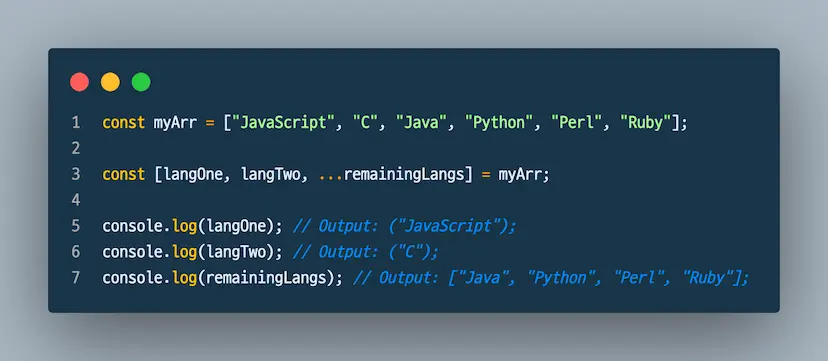 1 const myArr = ["JavaScript", "C", "Java", "Python", "Perl", "Ruby"];
2
3 const [langOne, langTwo, ...remainingLangs] = myArr;
4
5 console.log(langOne); // Output: ("JavaScript");
6 console.log(langTwo); // Output: ("C");
7 console.log(remainingLangs); // Output: ["Java", "Python", "Perl", "Ruby"];